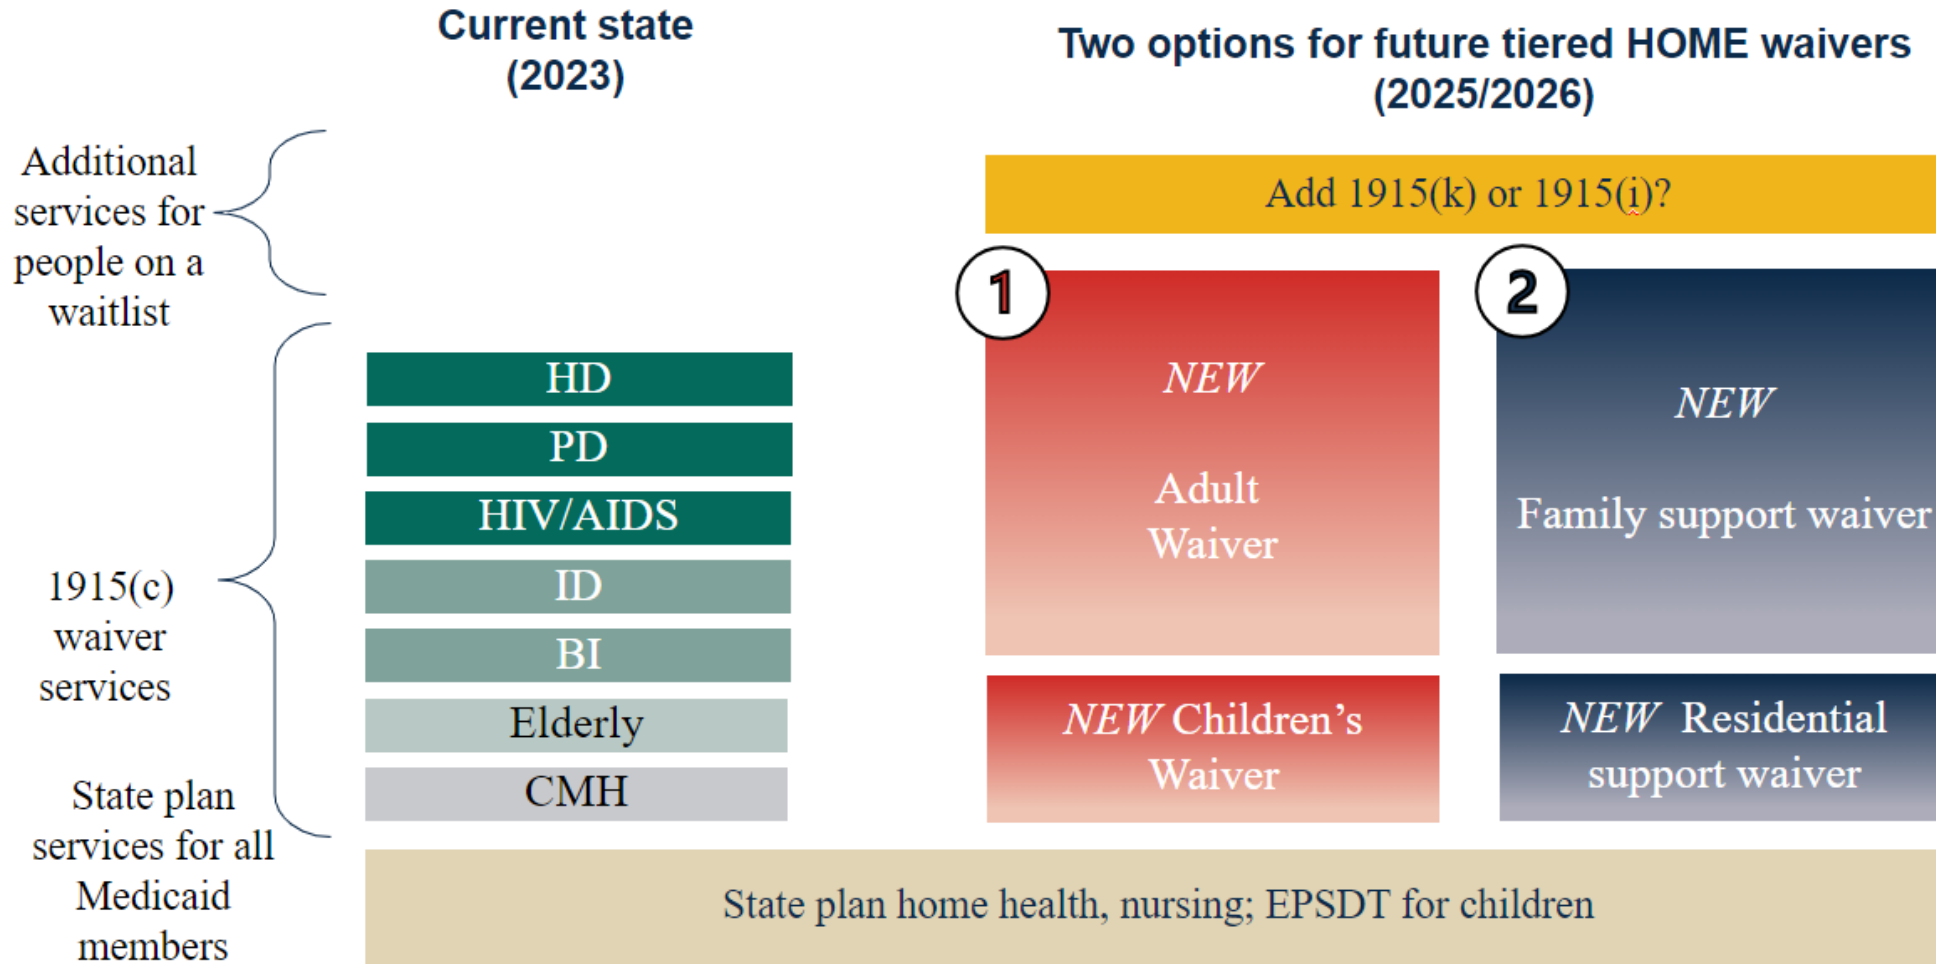 Current state
(2023)
Two options for future tiered HOME waivers
(2025/2026)
Additional
services for
people on a
waitlist
Add 1915(k) or 1915(i)?
1915(c)
waiver
services
HD
PD
HIV/AIDS
ID
BI
Elderly
CMH
1
NEW
Adult
Waiver
NEW Children’s
Waiver
2
NEW
Family support waiver
NEW Residential
support waiver
State plan
services for all
Medicaid
members
State plan home health, nursing; EPSDT for children